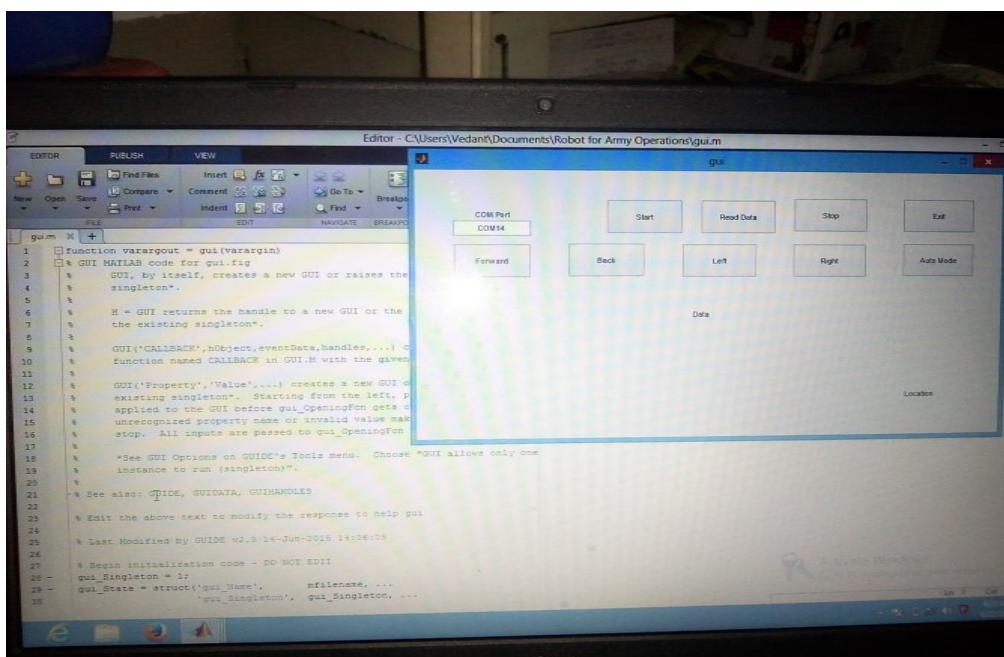 Editor - C:\Users\Vedant\Documents\Robot for Army Operations\gui.m
EDITOR PUBLISH VIEW
New Open Save
Find Files
Compare
Print
Insert fx
Comment
Indent
Go To
Find
FILE EDIT NAVIGATE
gui.m
1 function varargout = gui(varargin)
2 % GUI MATLAB code for gui.fig
3 % GUI, by itself, creates a new GUI or raises the
4 % singleton*.
5 %
6 % H = GUI returns the handle to a new GUI or the
7 % the existing singleton*.
8 %
9 % GUI('CALLBACK',hObject,eventData,handles,...) c
10 % function named CALLBACK in GUI.M with the given
11 %
12 % GUI('Property','Value',...) creates a new GUI o
13 % existing singleton*. Starting from the left, p
14 % applied to the GUI before gui_OpeningFcn gets c
15 % unrecognized property name or invalid value mak
16 % stop. All inputs are passed to gui_OpeningFcn
17 %
18 % *See GUI Options on GUIDE's Tools menu. Choose "GUI allows only one
19 % instance to run (singleton)".
20 %
21 % See also: GUIDE, GUIDATA, GUIHANDLES
22
23 % Edit the above text to modify the response to help gui
24
25 % Last Modified by GUIDE v2.5 14-Jun-2015 14:06:09
26
27 % Begin initialization code - DO NOT EDIT
28 - gui_Singleton = 1;
29 - gui_State = struct('gui_Name', mfilename, ...
30 'gui_Singleton', gui_Singleton, ...
gui
COM Port
COM14
Start Read Data Stop Exit
Forward Back Left Right Auto Mode
Data
Location
Activate Windows
Ln Col